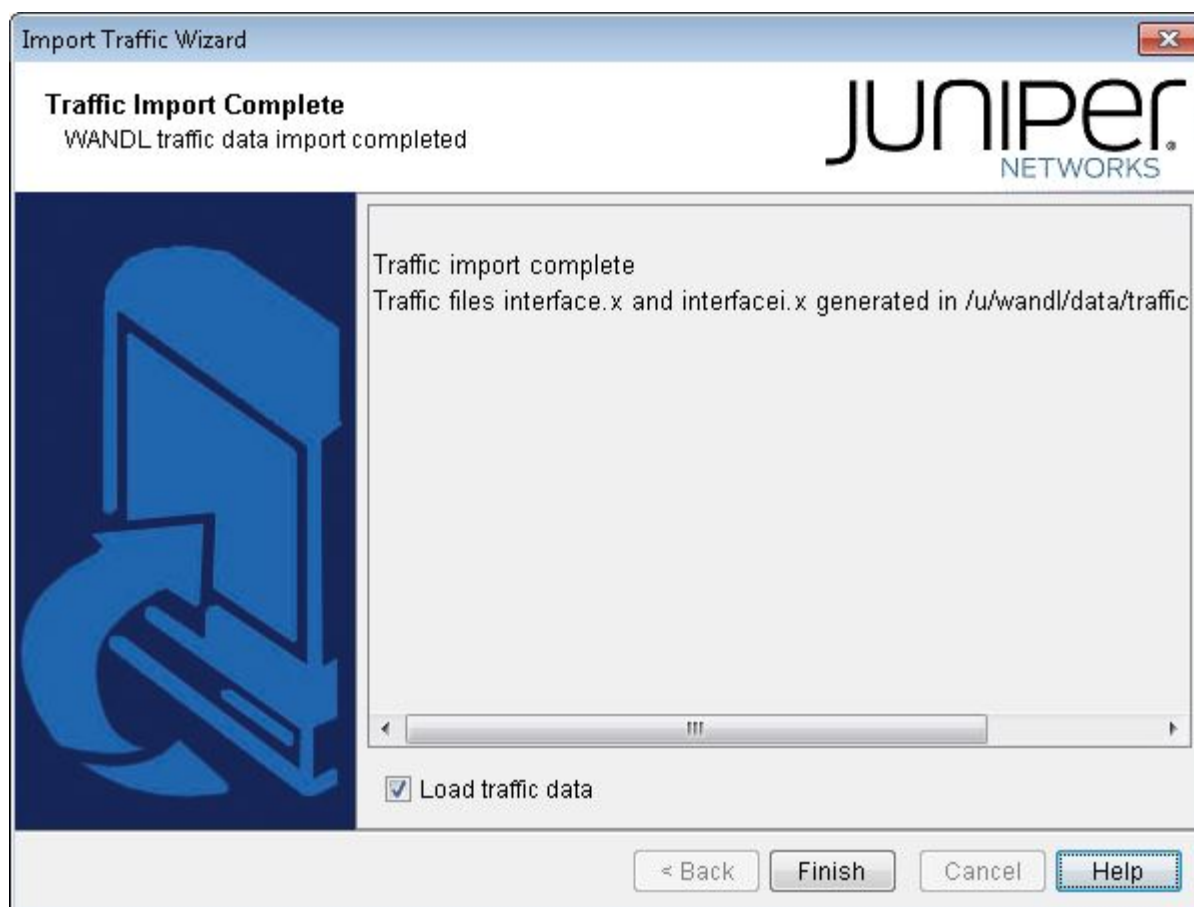 Import Traffic Wizard
Traffic Import Complete
WANDL traffic data import completed
JUNIPER
NETWORKS
Traffic import complete
Traffic files interface.x and interfacei.x generated in /u/wandl/data/traffic
Load traffic data
< Back Finish Cancel Help